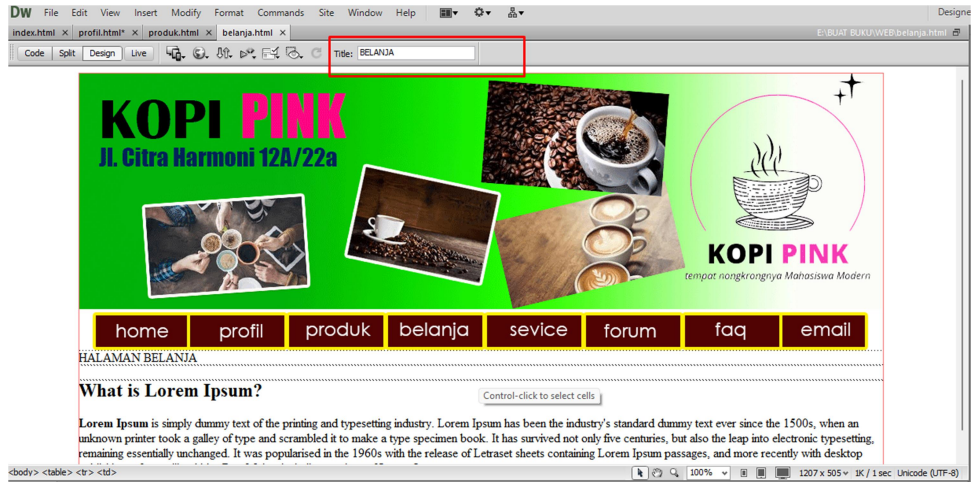 DW File Edit View Insert Modify Format Commands Site Window Help Designe
index.html × profil.html* × produk.html × belanja.html × E:\BUAT BUKU\WEB\belanja.html
Code Split Design Live Title: BELANJA
KOPI PINK
Jl. Citra Harmoni 12A/22a
KOPI PINK
tempat nongkrongnya Mahasiswa Modern
home profil produk belanja sevice forum faq email
HALAMAN BELANJA
What is Lorem Ipsum?
Control-click to select cells
Lorem Ipsum is simply dummy text of the printing and typesetting industry. Lorem Ipsum has been the industry's standard dummy text ever since the 1500s, when an
unknown printer took a galley of type and scrambled it to make a type specimen book. It has survived not only five centuries, but also the leap into electronic typesetting,
remaining essentially unchanged. It was popularised in the 1960s with the release of Letraset sheets containing Lorem Ipsum passages, and more recently with desktop
<body> <table> <tr> <td> 100% 1207 x 505 1K / 1 sec Unicode (UTF-8)